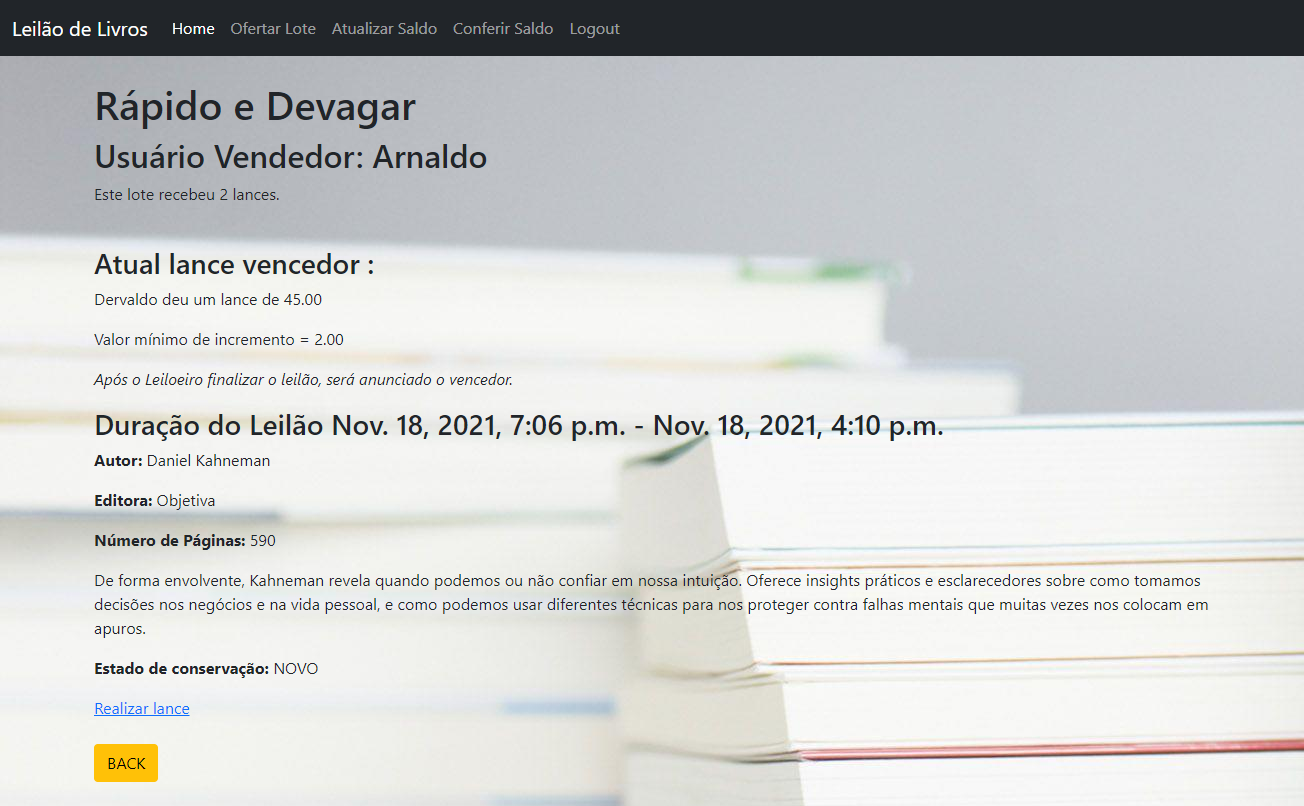 Leilão de Livros Home Ofertar Lote Atualizar Saldo Conferir Saldo Logout
Rápido e Devagar
Usuário Vendedor: Arnaldo
Este lote recebeu 2 lances.
Atual lance vencedor :
Dervaldo deu um lance de 45.00
Valor mínimo de incremento = 2.00
Após o Leiloeiro finalizar o leilão, será anunciado o vencedor.
Duração do Leilão Nov. 18, 2021, 7:06 p.m. - Nov. 18, 2021, 4:10 p.m.
Autor: Daniel Kahneman
Editora: Objetiva
Número de Páginas: 590
De forma envolvente, Kahneman revela quando podemos ou não confiar em nossa intuição. Oferece insights práticos e esclarecedores sobre como tomamos
decisões nos negócios e na vida pessoal, e como podemos usar diferentes técnicas para nos proteger contra falhas mentais que muitas vezes nos colocam em
apuros.
Estado de conservação: NOVO
Realizar lance
BACK